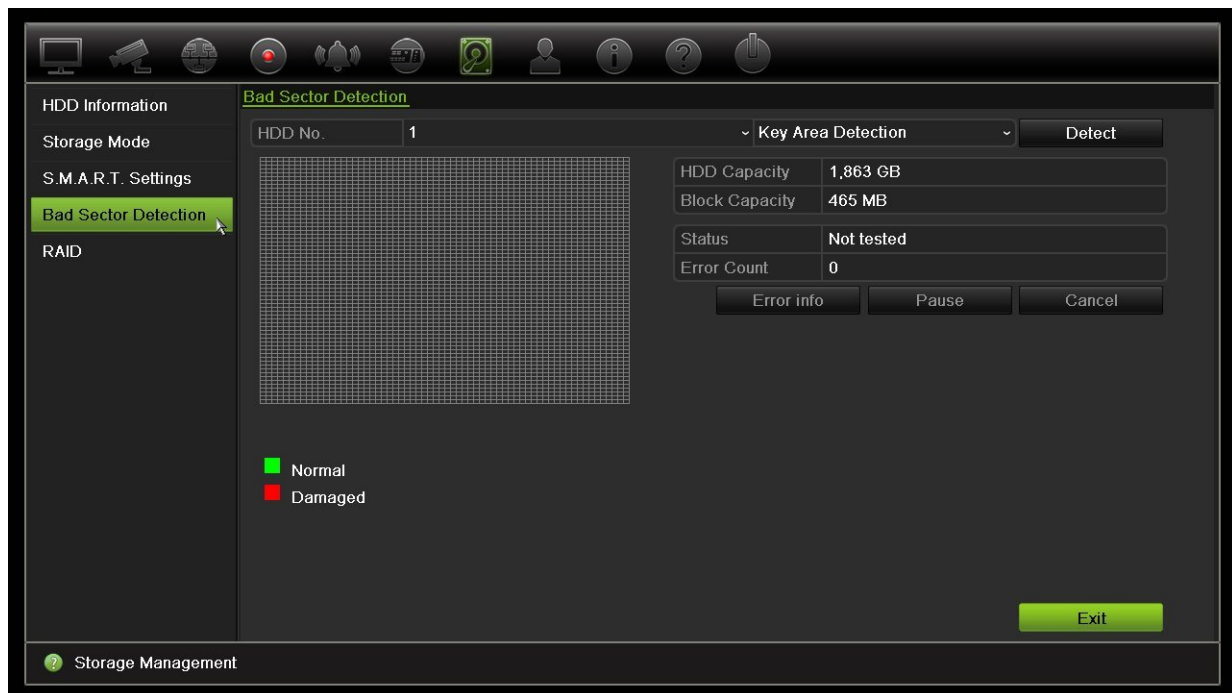 HDD Information
Storage Mode
S.M.A.R.T. Settings
Bad Sector Detection
RAID
Bad Sector Detection
HDD No. 1 Key Area Detection Detect
HDD Capacity 1,863 GB
Block Capacity 465 MB
Status Not tested
Error Count 0
Error info Pause Cancel
Normal
Damaged
Exit
Storage Management